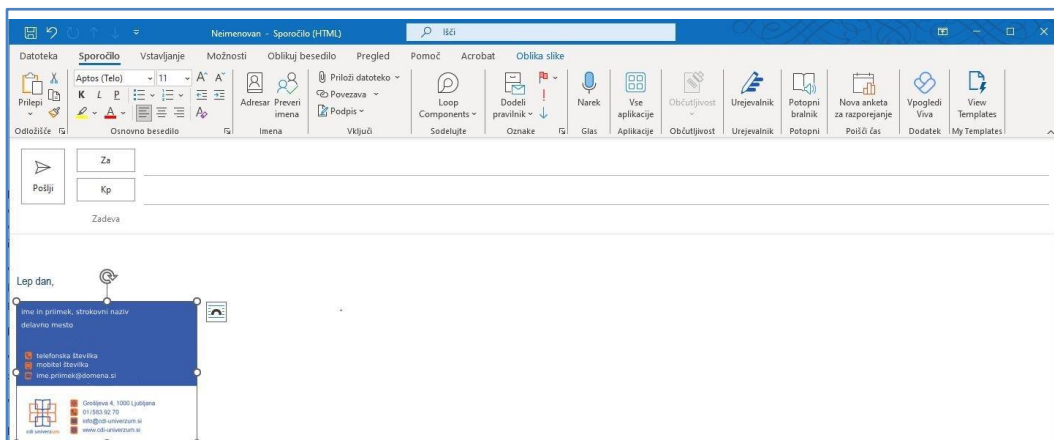 Neimenovan - Sporočilo (HTML)
Išči
Datoteka Sporočilo Vstavljanje Možnosti Oblikuj besedilo Pregled Pomoč Acrobat Oblika slike
Prilepi
Aptos (Telo) 11
K L P
Adresar
Preveri imena
Priloži datoteko
Povezava
Podpis
Loop Components
Dodeli pravilnik
Narek
Vse aplikacije
Občutljivost
Urejevalnik
Potopni bralnik
Nova anketa za razporejanje
Vpogledi Viva
View Templates
Odložišče Osnovno besedilo Imena Vključi Sodelujte Oznake Glas Aplikacije Občutljivost Urejevalnik Potopni Poišči čas Dodatek My Templates
Pošlji
Za
Kp
Zadeva
Lep dan,
ime in priimek, strokovni naziv
delavno mesto
telefonska številka
mobitel številka
ime.priimek@domena.si
Grošljeva 4, 1000 Ljubljana
01/583 92 70
info@cdi-univerzum.si
www.cdi-univerzum.si
cdi univerzum